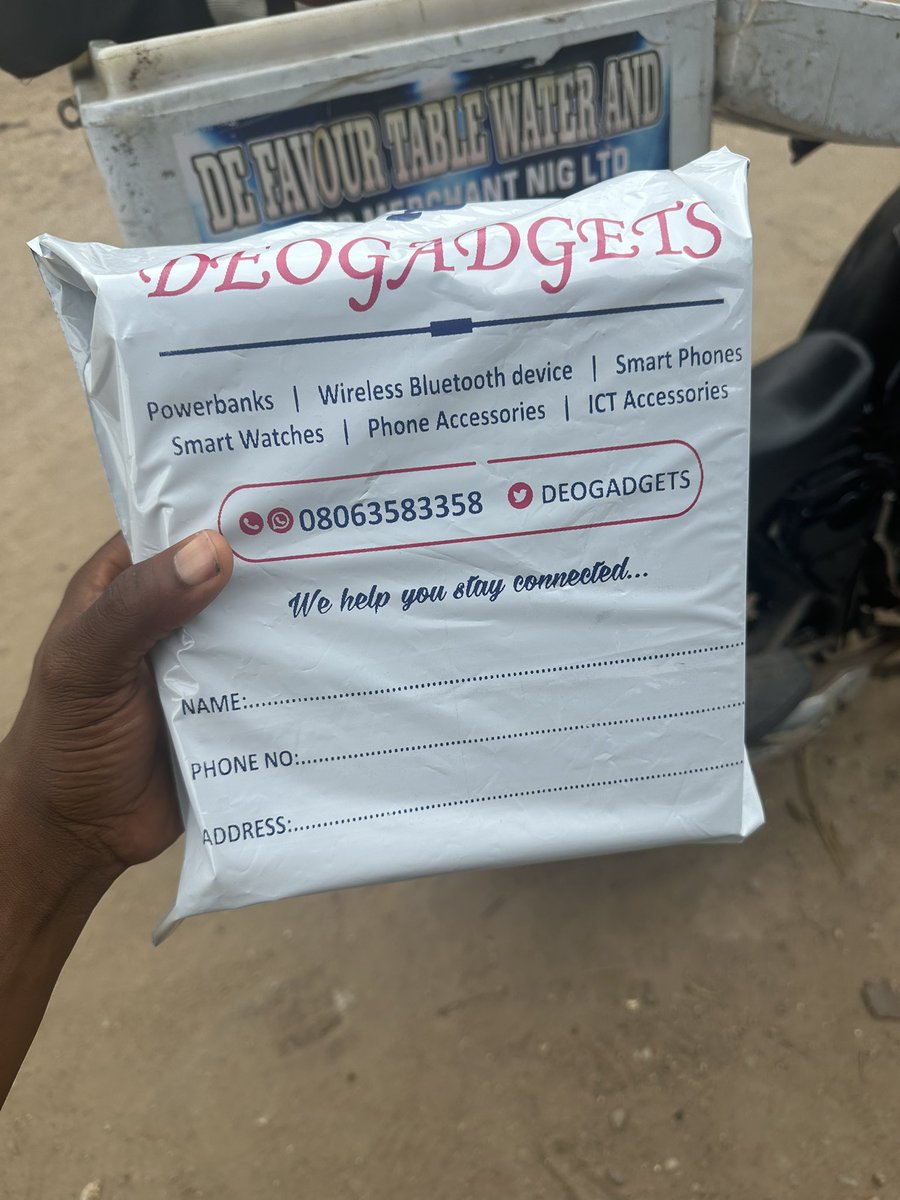 DE FAVOUR TABLE WATER AND
MERCHANT NIG LTD
DEOGADGETS
Powerbanks | Wireless Bluetooth device | Smart Phones
Smart Watches | Phone Accessories | ICT Accessories
08063583358 DEOGADGETS
We help you stay connected...
NAME:
PHONE NO:
ADDRESS: